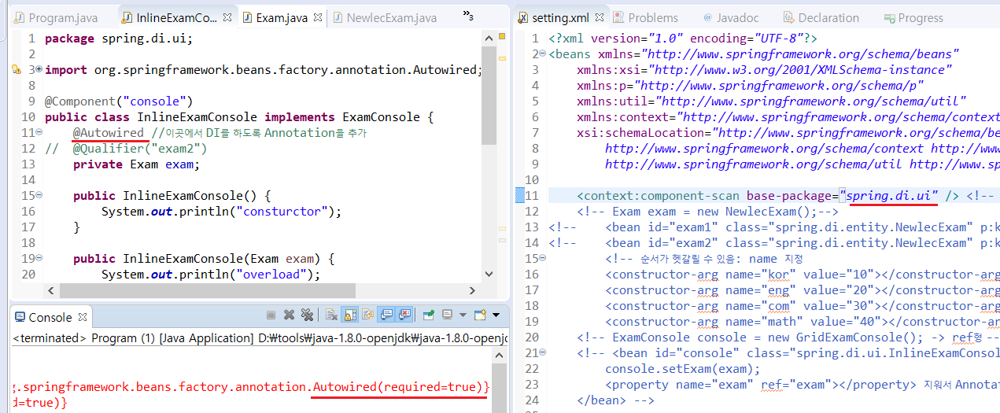 Program.java
InlineExamCo...
Exam.java
NewlecExam.java
»3
1 package spring.di.ui;
2
3 import org.springframework.beans.factory.annotation.Autowired;
8
9 @Component("console")
10 public class InlineExamConsole implements ExamConsole {
11 @Autowired //이곳에서 DI를 하도록 Annotation을 추가
12 // @Qualifier("exam2")
13 private Exam exam;
14
15 public InlineExamConsole() {
16 System.out.println("consturctor");
17 }
18
19 public InlineExamConsole(Exam exam) {
20 System.out.println("overload");
Console
<terminated> Program (1) [Java Application] D:₩tools₩java-1.8.0-openjdk₩java-1.8.0-openjd
g.springframework.beans.factory.annotation.Autowired(required=true)}
d=true)}
setting.xml
Problems
@ Javadoc
Declaration
Progress
1 <?xml version="1.0" encoding="UTF-8"?>
2 <beans xmlns="http://www.springframework.org/schema/beans"
3 xmlns:xsi="http://www.w3.org/2001/XMLSchema-instance"
4 xmlns:p="http://www.springframework.org/schema/p"
5 xmlns:util="http://www.springframework.org/schema/util"
6 xmlns:context="http://www.springframework.org/schema/context
7 xsi:schemaLocation="http://www.springframework.org/schema/be
8 http://www.springframework.org/schema/context http://www
9 http://www.springframework.org/schema/util http://www.sp
10
11 <context:component-scan base-package="spring.di.ui" /> <!--
12 <!-- Exam exam = new NewlecExam();-->
13 <!-- <bean id="exam1" class="spring.di.entity.NewlecExam" p:k
14 <!-- <bean id="exam2" class="spring.di.entity.NewlecExam" p:k
15 <!-- 순서가 헷갈릴 수 있음: name 지정
16 <constructor-arg name="kor" value="10"></constructor-arg
17 <constructor-arg name="eng" value="20"></constructor-arg
18 <constructor-arg name="com" value="30"></constructor-arg
19 <constructor-arg name="math" value="40"></constructor-ar
20 <!-- ExamConsole console = new GridExamConsole(); -> ref형 --
21 <!-- <bean id="console" class="spring.di.ui.InlineExamConsol
22 console.setExam(exam);
23 <property name="exam" ref="exam"></property> 지워서 Annotat
24 </bean> -->